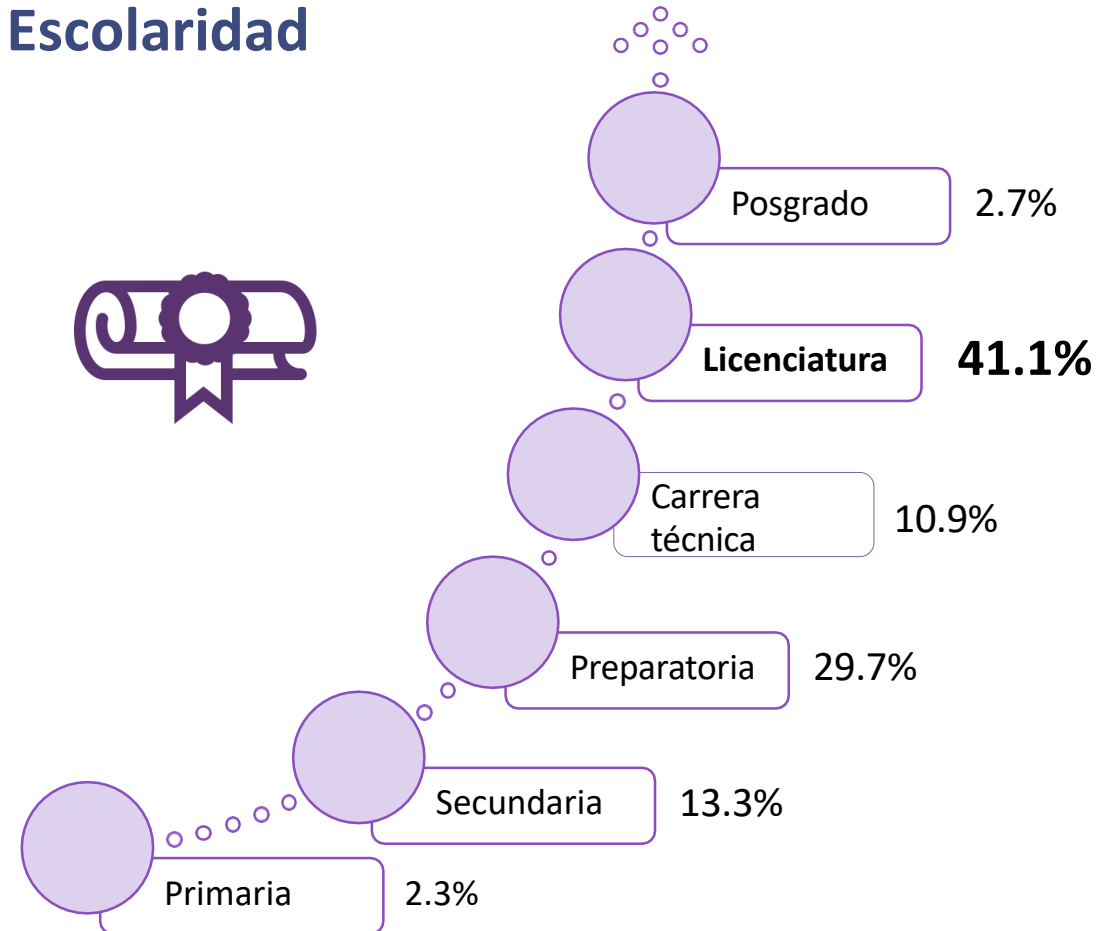 Escolaridad
Posgrado 2.7%
Licenciatura 41.1%
Carrera
técnica 10.9%
Preparatoria 29.7%
Secundaria 13.3%
Primaria 2.3%